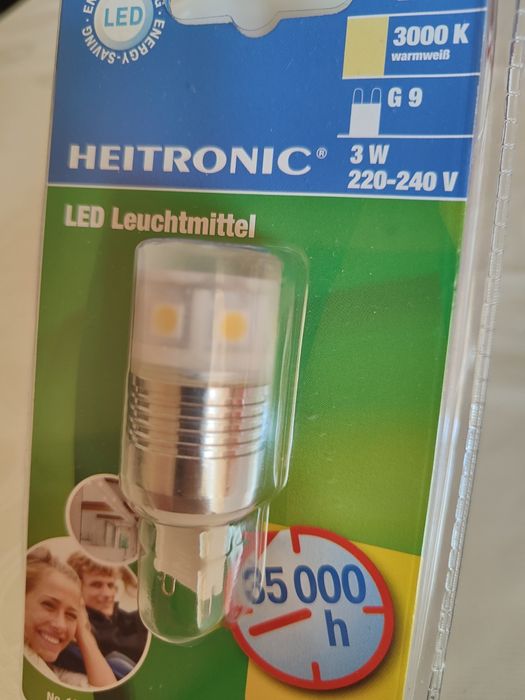 LED
ENERGY-SAVING
3000 K
warmweiß
G 9
HEITRONIC®
3 W
220-240 V
LED Leuchtmittel
35 000
h